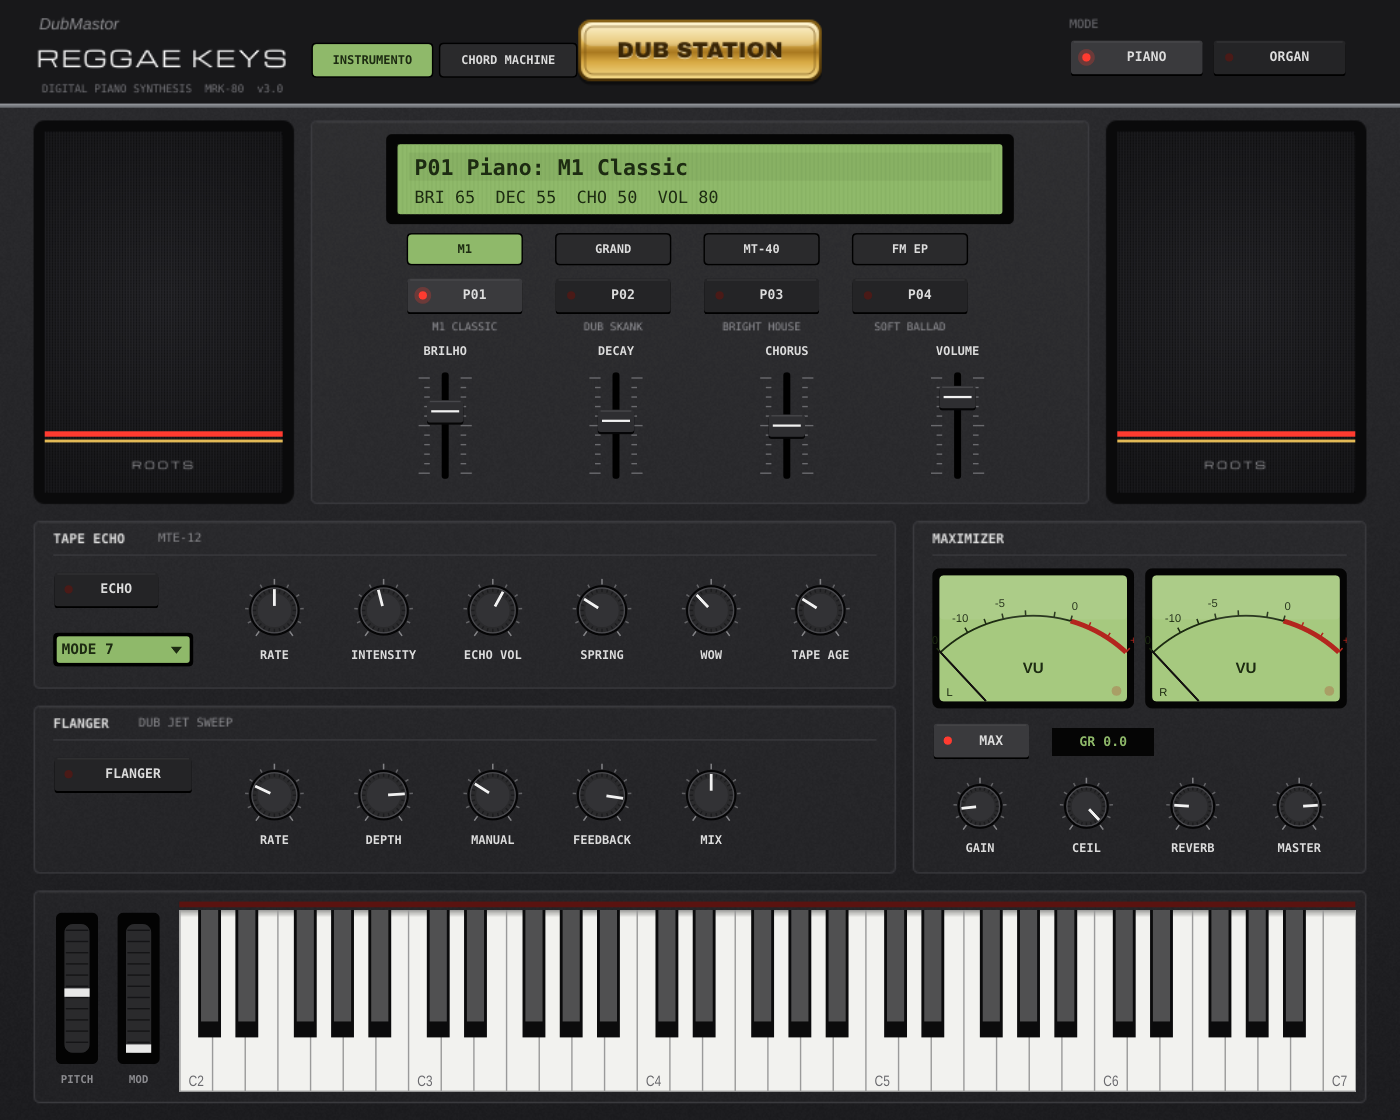 DubMastor
REGGAE KEYS
DIGITAL PIANO SYNTHESIS MRK-80 v3.0
INSTRUMENTO
CHORD MACHINE
DUB STATION
MODE
PIANO
ORGAN
P01 Piano: M1 Classic
BRI 65 DEC 55 CHO 50 VOL 80
M1
GRAND
MT-40
FM EP
P01
P02
P03
P04
M1 CLASSIC
DUB SKANK
BRIGHT HOUSE
SOFT BALLAD
BRILHO
DECAY
CHORUS
VOLUME
ROOTS
ROOTS
TAPE ECHO MTE-12
ECHO
MODE 7
RATE
INTENSITY
ECHO VOL
SPRING
WOW
TAPE AGE
FLANGER DUB JET SWEEP
FLANGER
RATE
DEPTH
MANUAL
FEEDBACK
MIX
MAXIMIZER
-10 -5 0
VU
L
-10 -5 0
VU
R
MAX
GR 0.0
GAIN
CEIL
REVERB
MASTER
PITCH
MOD
C2
C3
C4
C5
C6
C7